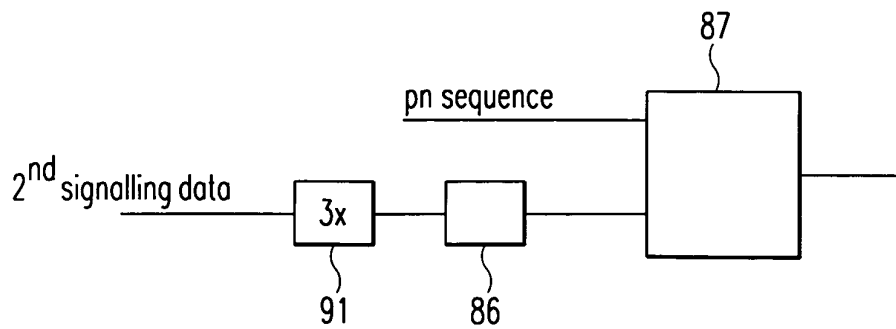 87
pn sequence
2nd signalling data
3x
91
86